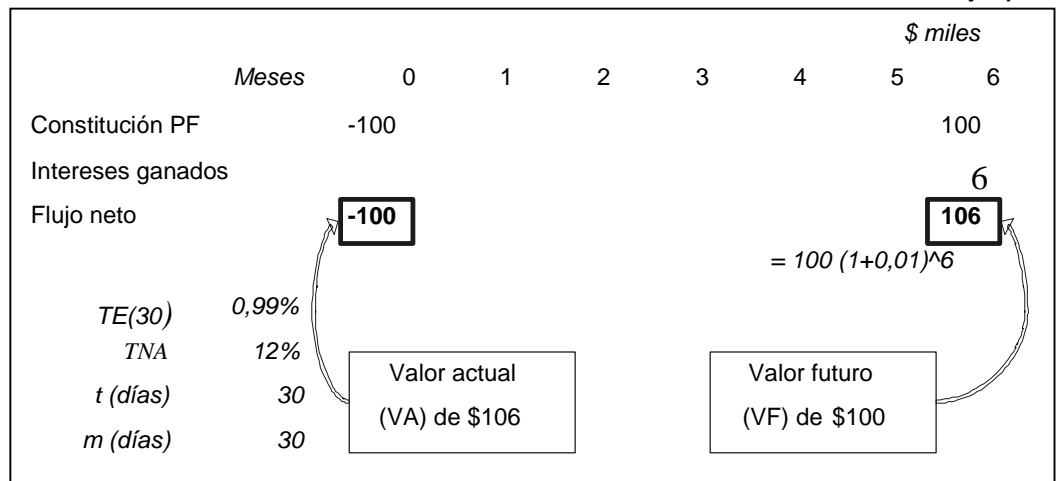 $ miles
Meses 0 1 2 3 4 5 6
Constitución PF -100 100
Intereses ganados 6
Flujo neto -100 106
= 100 (1+0,01)^6
TE(30) 0,99%
TNA 12%
t (días) 30
m (días) 30
Valor actual
(VA) de $106
Valor futuro
(VF) de $100